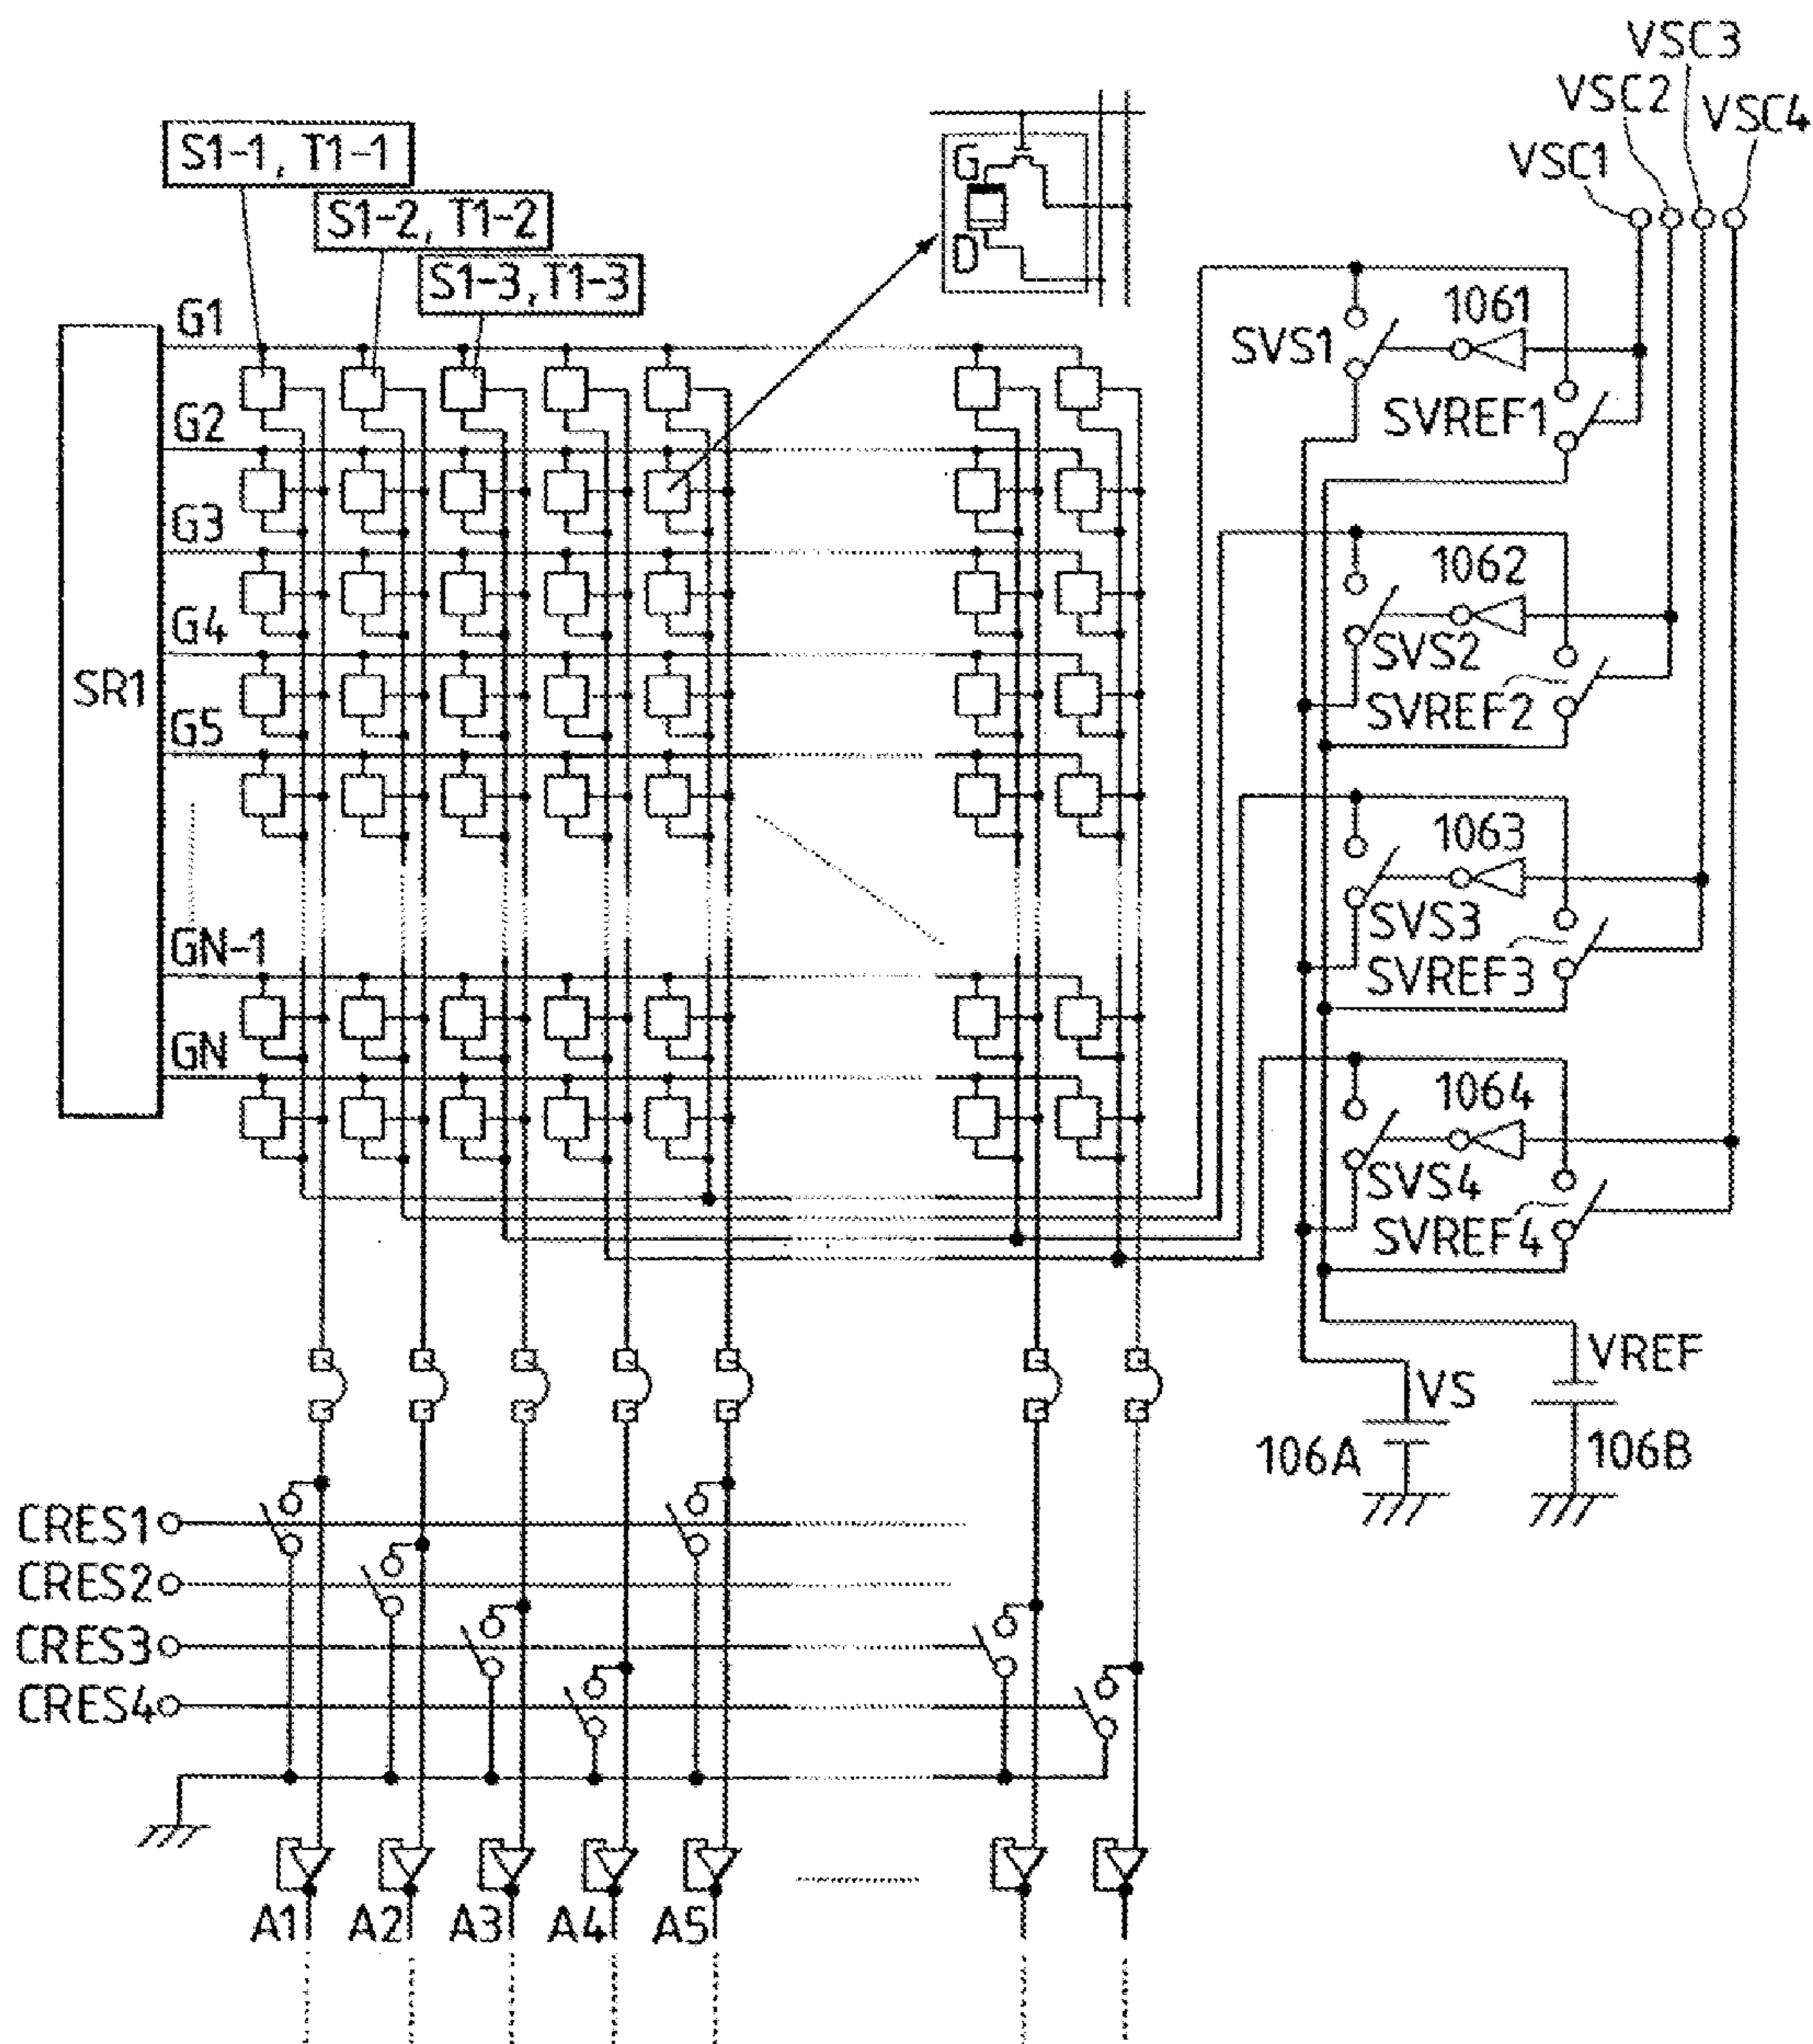 VSC3
VSC2
VSC4
VSC1
S1-1, T1-1
S1-2, T1-2
S1-3, T1-3
G
D
G1
G2
G3
G4
G5
GN-1
GN
SR1
SVS1
1061
SVREF1
1062
SVS2
SVREF2
1063
SVS3
SVREF3
1064
SVS4
SVREF4
VREF
VS
106A
106B
CRES1
CRES2
CRES3
CRES4
A1
A2
A3
A4
A5